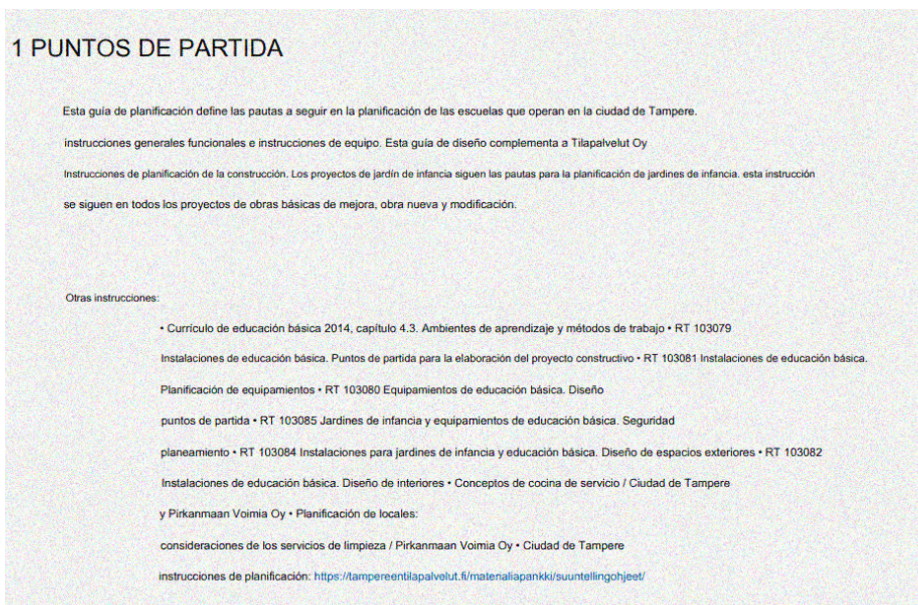 1 PUNTOS DE PARTIDA
Esta guía de planificación define las pautas a seguir en la planificación de las escuelas que operan en la ciudad de Tampere.
instrucciones generales funcionales e instrucciones de equipo. Esta guía de diseño complementa a Tilapalvelut Oy
Instrucciones de planificación de la construcción. Los proyectos de jardín de infancia siguen las pautas para la planificación de jardines de infancia. esta instrucción
se siguen en todos los proyectos de obras básicas de mejora, obra nueva y modificación.
Otras instrucciones:
• Currículo de educación básica 2014, capítulo 4.3. Ambientes de aprendizaje y métodos de trabajo • RT 103079
Instalaciones de educación básica. Puntos de partida para la elaboración del proyecto constructivo • RT 103081 Instalaciones de educación básica.
Planificación de equipamientos • RT 103080 Equipamientos de educación básica. Diseño
puntos de partida • RT 103085 Jardines de infancia y equipamientos de educación básica. Seguridad
planeamiento • RT 103084 Instalaciones para jardines de infancia y educación básica. Diseño de espacios exteriores • RT 103082
Instalaciones de educación básica. Diseño de interiores • Conceptos de cocina de servicio / Ciudad de Tampere
y Pirkanmaan Voimia Oy • Planificación de locales:
consideraciones de los servicios de limpieza / Pirkanmaan Voimia Oy • Ciudad de Tampere
instrucciones de planificación: https://tampereentilapalvelut.fi/materialiapankki/suuntellingohjeet/